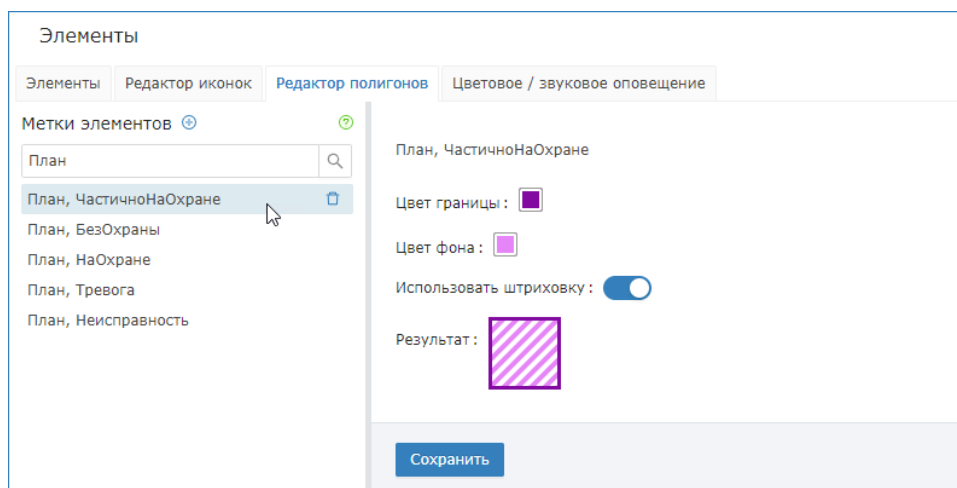 Элементы
Элементы Редактор иконок Редактор полигонов Цветовое / звуковое оповещение
Метки элементов
План
План, ЧастичноНаОхране
План, БезОхраны
План, НаОхране
План, Тревога
План, Неисправность
План, ЧастичноНаОхране
Цвет границы :
Цвет фона :
Использовать штриховку :
Результат :
Сохранить